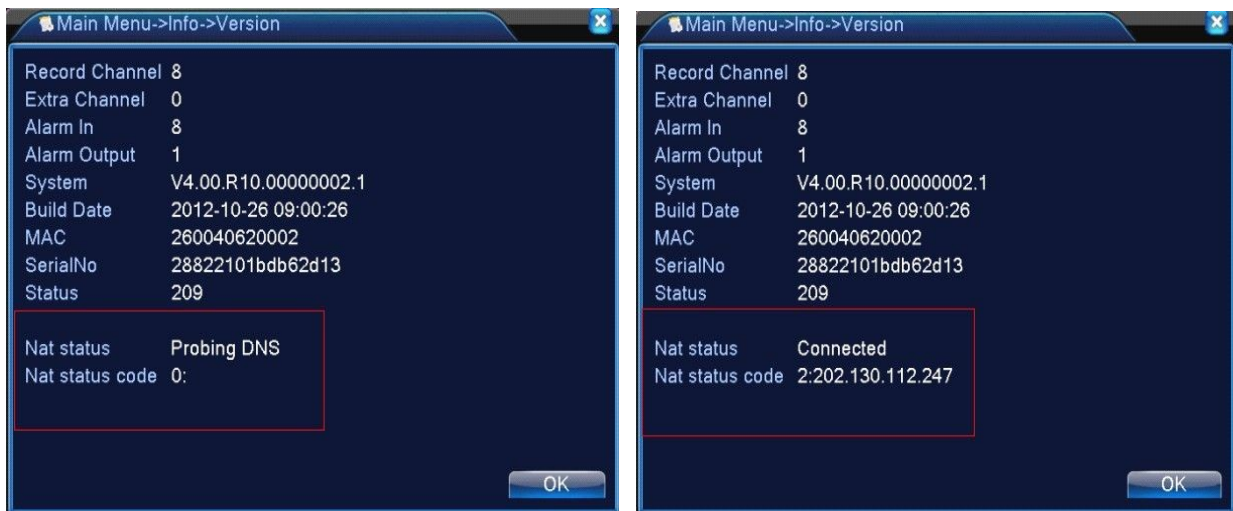 Main Menu->Info->Version
Record Channel 8
Extra Channel 0
Alarm In 8
Alarm Output 1
System V4.00.R10.00000002.1
Build Date 2012-10-26 09:00:26
MAC 260040620002
SerialNo 28822101bdb62d13
Status 209
Nat status Probing DNS
Nat status code 0:
OK
Main Menu->Info->Version
Record Channel 8
Extra Channel 0
Alarm In 8
Alarm Output 1
System V4.00.R10.00000002.1
Build Date 2012-10-26 09:00:26
MAC 260040620002
SerialNo 28822101bdb62d13
Status 209
Nat status Connected
Nat status code 2:202.130.112.247
OK